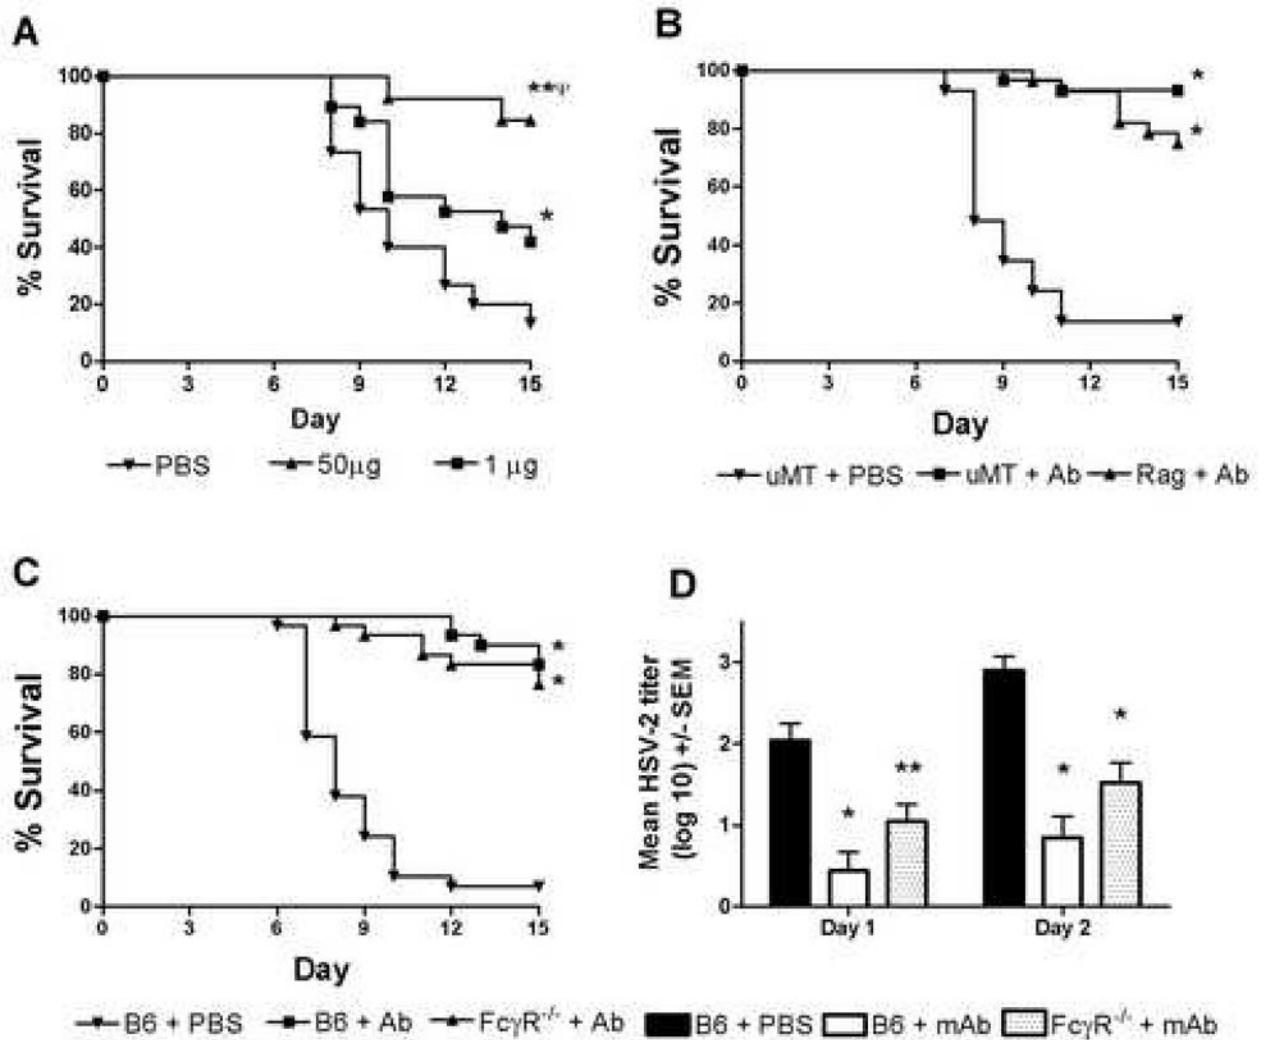 A
% Survival
100
80
60
40
20
0
0 3 6 9 12 15
Day
**ψ
*
PBS 50μg 1 μg
B
% Survival
100
80
60
40
20
0
0 3 6 9 12 15
Day
*
*
uMT + PBS uMT + Ab Rag + Ab
C
% Survival
100
80
60
40
20
0
0 3 6 9 12 15
Day
*
*
B6 + PBS B6 + Ab FcγR-/- + Ab
D
Mean HSV-2 titer
(log 10) +/- SEM
3
2
1
0
* ** * *
Day 1 Day 2
B6 + PBS B6 + mAb FcγR-/- + mAb